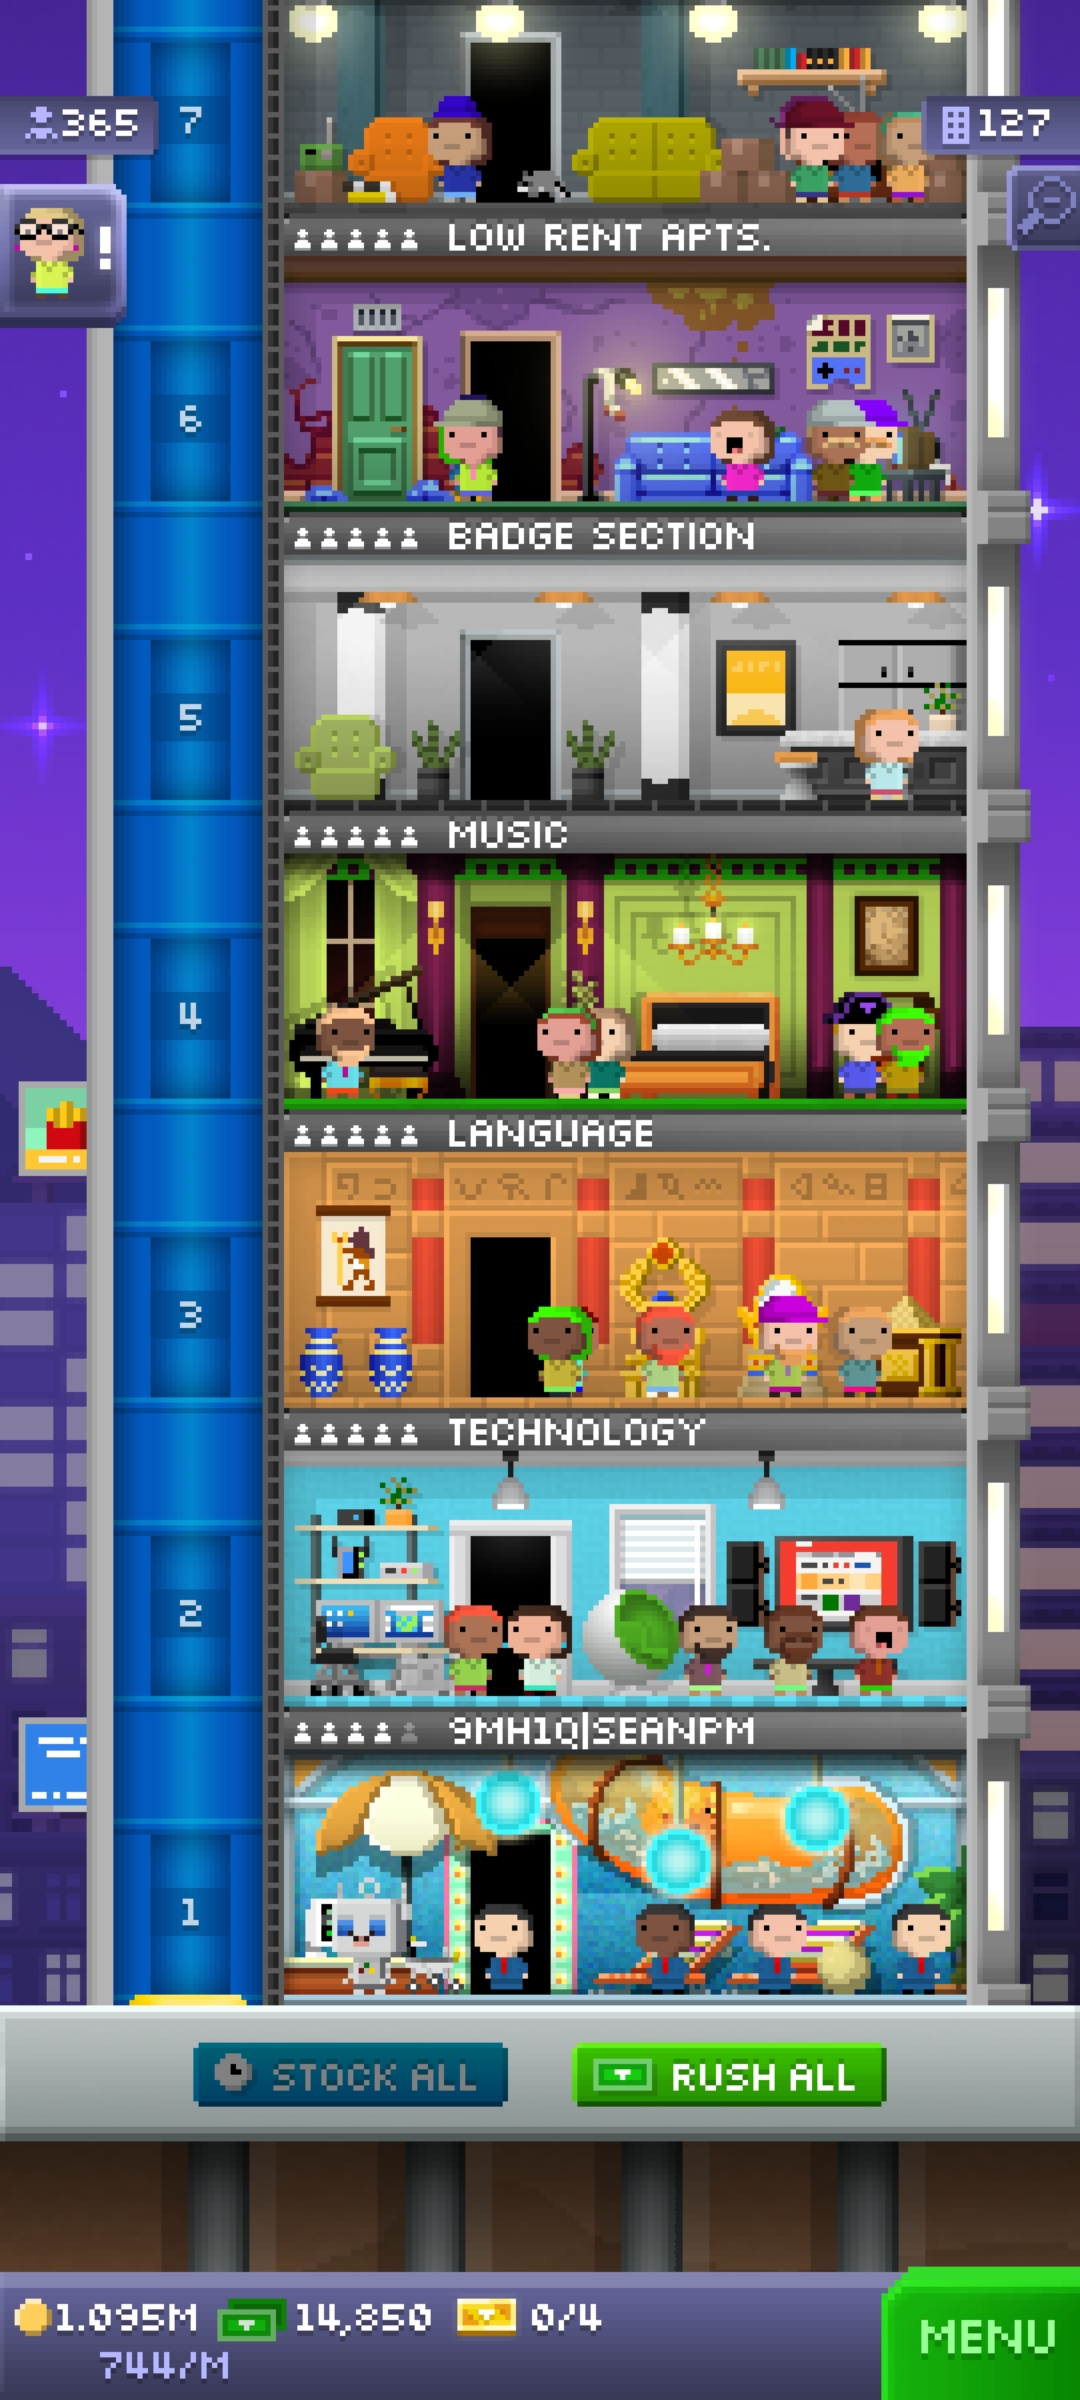 7
365
127
!
LOW RENT APTS.
6
BADGE SECTION
5
MUSIC
4
LANGUAGE
3
TECHNOLOGY
2
9MH1Q|SEANPM
1
STOCK ALL
RUSH ALL
1.095M 14,850 0/4
744/M
MENU